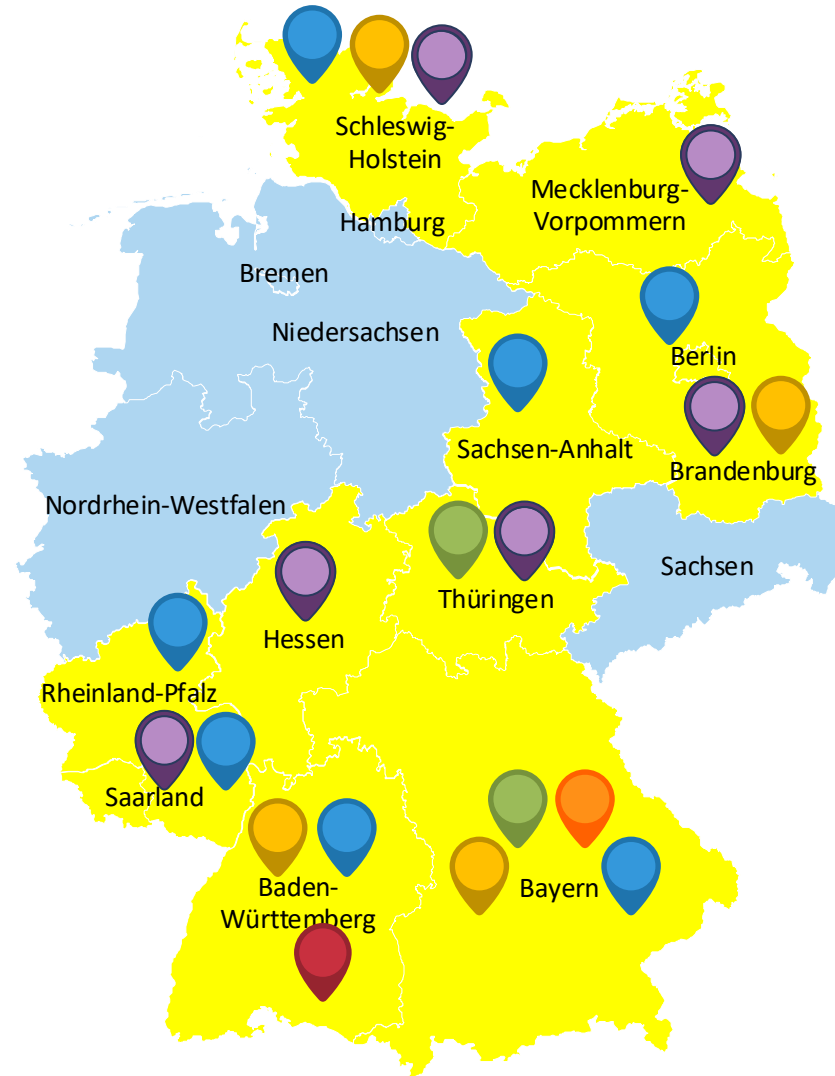 Schleswig-
Holstein
Mecklenburg-
Vorpommern
Hamburg
Bremen
Niedersachsen
Berlin
Sachsen-Anhalt
Brandenburg
Nordrhein-Westfalen
Sachsen
Thüringen
Hessen
Rheinland-Pfalz
Saarland
Baden-
Württemberg
Bayern